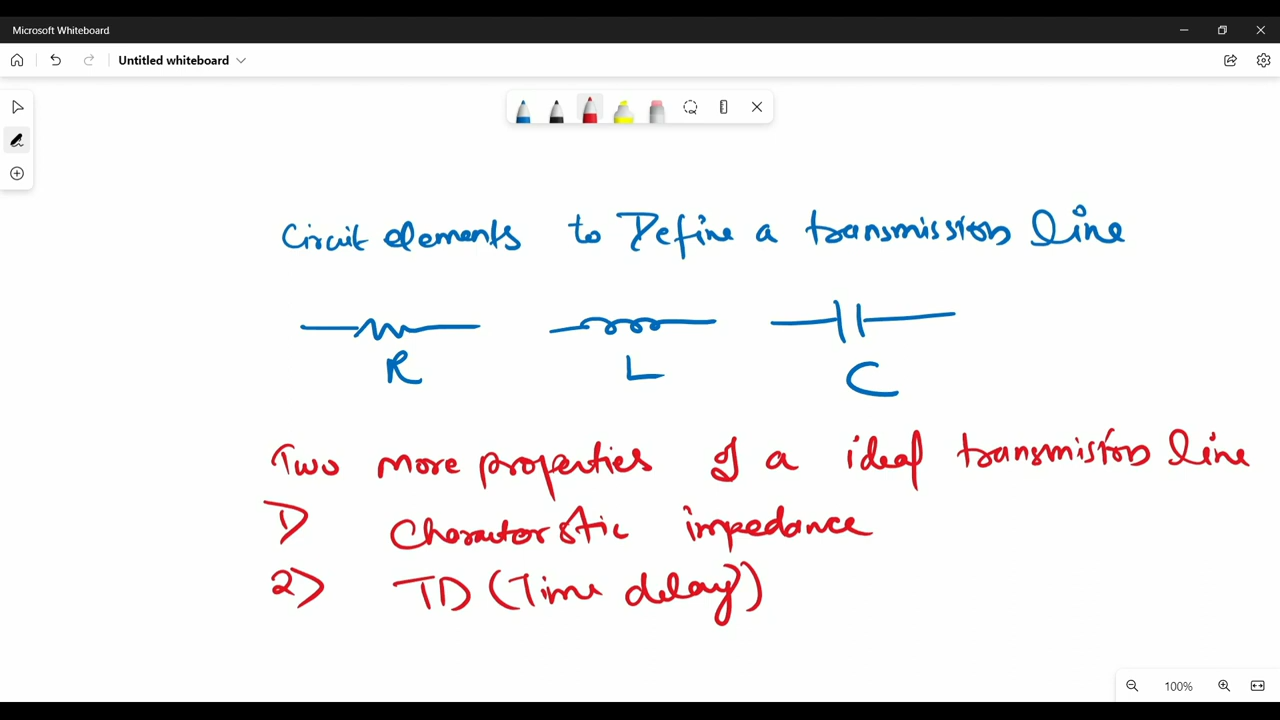 Microsoft Whiteboard
Untitled whiteboard
Circuit elements to Define a transmission line
R L C
Two more properties of a ideal transmission line
1) Charactorstic impedance
2) TD (Time delay)
100%